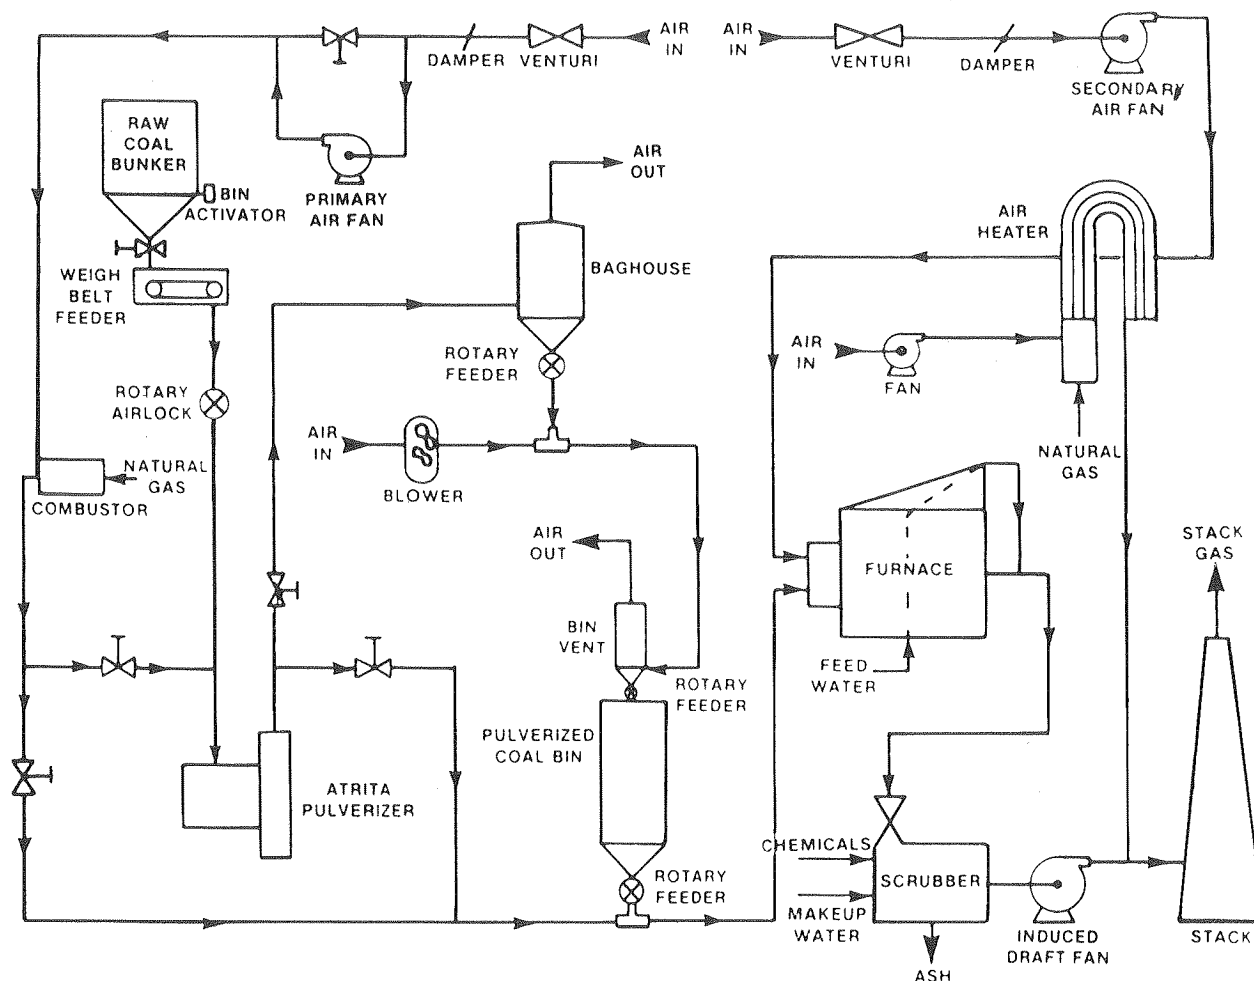 AIR
IN
DAMPER
VENTURI
AIR
IN
VENTURI
DAMPER
SECONDARY
AIR FAN
RAW
COAL
BUNKER
BIN
ACTIVATOR
PRIMARY
AIR FAN
AIR
OUT
AIR
HEATER
WEIGH
BELT
FEEDER
BAGHOUSE
ROTARY
FEEDER
AIR
IN
FAN
ROTARY
AIRLOCK
AIR
IN
BLOWER
NATURAL
GAS
NATURAL
GAS
COMBUSTOR
AIR
OUT
FURNACE
STACK
GAS
BIN
VENT
FEED
WATER
ROTARY
FEEDER
PULVERIZED
COAL BIN
ATRITA
PULVERIZER
CHEMICALS
ROTARY
FEEDER
SCRUBBER
MAKEUP
WATER
INDUCED
DRAFT FAN
STACK
ASH